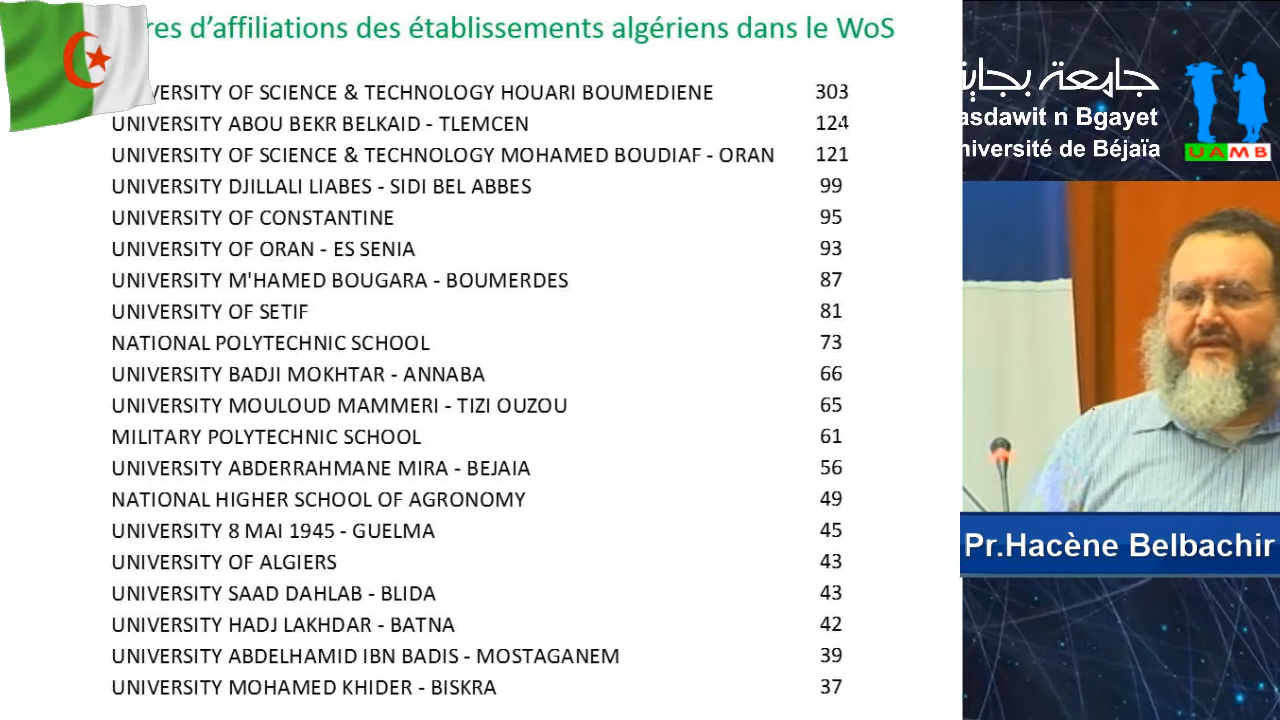 d’affiliations des établissements algériens dans le WoS
OF SCIENCE & TECHNOLOGY HOUARI BOUMEDIENE 303
UNIVERSITY ABOU BEKR BELKAID - TLEMCEN 124
UNIVERSITY OF SCIENCE & TECHNOLOGY MOHAMED BOUDIAF - ORAN 121
UNIVERSITY DJILLALI LIABES - SIDI BEL ABBES 99
UNIVERSITY OF CONSTANTINE 95
UNIVERSITY OF ORAN - ES SENIA 93
UNIVERSITY M'HAMED BOUGARA - BOUMERDES 87
UNIVERSITY OF SETIF 81
NATIONAL POLYTECHNIC SCHOOL 73
UNIVERSITY BADJI MOKHTAR - ANNABA 66
UNIVERSITY MOULOUD MAMMERI - TIZI OUZOU 65
MILITARY POLYTECHNIC SCHOOL 61
UNIVERSITY ABDERRAHMANE MIRA - BEJAIA 56
NATIONAL HIGHER SCHOOL OF AGRONOMY 49
UNIVERSITY 8 MAI 1945 - GUELMA 45
UNIVERSITY OF ALGIERS 43
UNIVERSITY SAAD DAHLAB - BLIDA 43
UNIVERSITY HADJ LAKHDAR - BATNA 42
UNIVERSITY ABDELHAMID IBN BADIS - MOSTAGANEM 39
UNIVERSITY MOHAMED KHIDER - BISKRA 37
جامعة بجاية
n Bgayet
de Béjaïa
UAMB
Pr.Hacène Belbachir